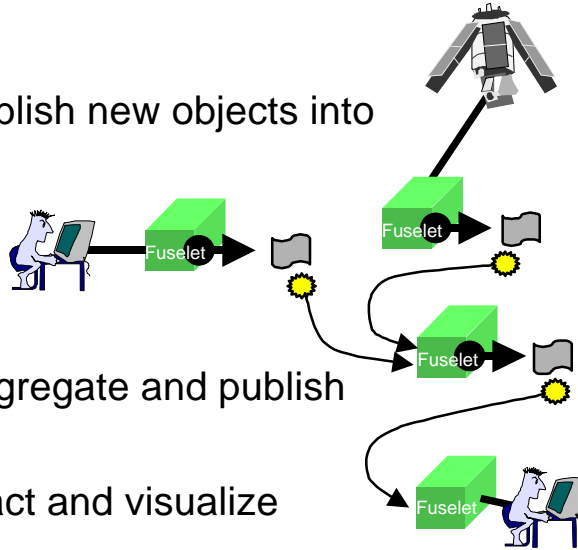 blish new objects into
Fuselet
Fuselet
Fuselet
gregate and publish
act and visualize
Fuselet